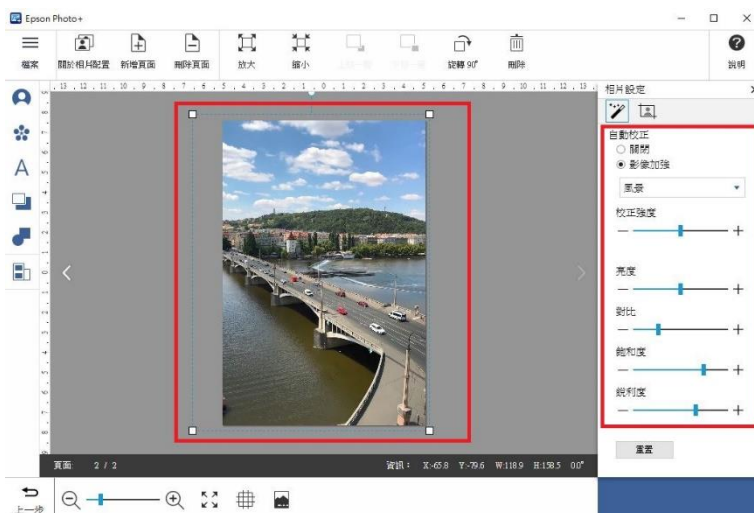 Epson Photo+
檔案
關於相片配置
新增頁面
刪除頁面
放大
縮小
旋轉 90°
刪除
說明
相片設定
自動校正
關閉
影像加強
風景
校正強度
亮度
對比
飽和度
銳利度
重置
頁面: 2 / 2
資訊： X:-65.8 Y:-79.6 W:118.9 H:158.5 0.0°
上一步